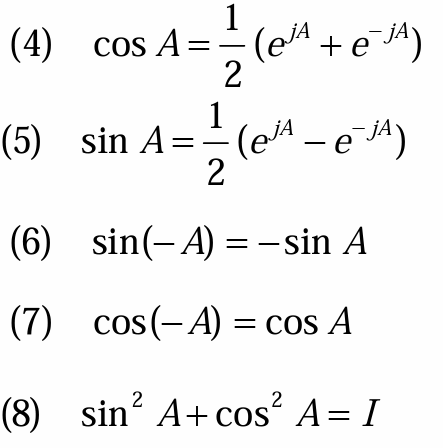 (4) cos A = 1/2 (e^{jA} + e^{-jA})
(5) sin A = 1/2 (e^{jA} − e^{-jA})
(6) sin(−A) = −sin A
(7) cos(−A) = cos A
(8) sin² A + cos² A = I